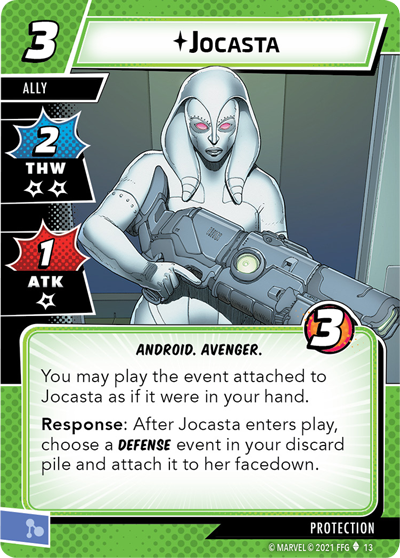 3
Jocasta
ALLY
2
THW
1
ATK
3
ANDROID. AVENGER.
You may play the event attached to
Jocasta as if it were in your hand.
Response: After Jocasta enters play,
choose a DEFENSE event in your discard
pile and attach it to her facedown.
PROTECTION
© MARVEL © 2021 FFG 13